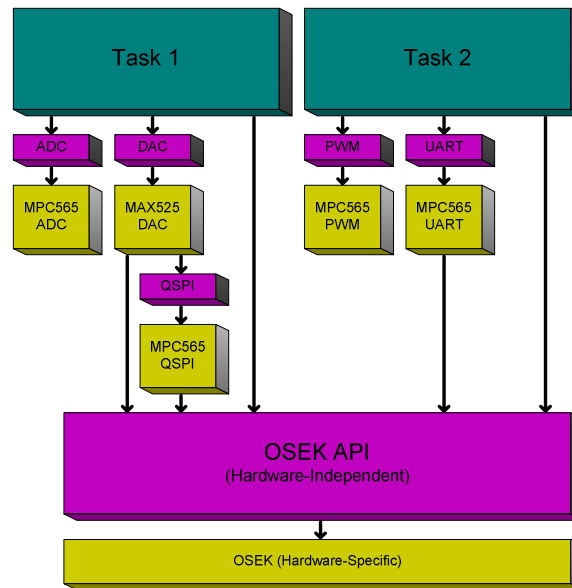 Task 1
Task 2
ADC
DAC
PWM
UART
MPC565
ADC
MAX525
DAC
MPC565
PWM
MPC565
UART
QSPI
MPC565
QSPI
OSEK API
(Hardware-Independent)
OSEK (Hardware-Specific)